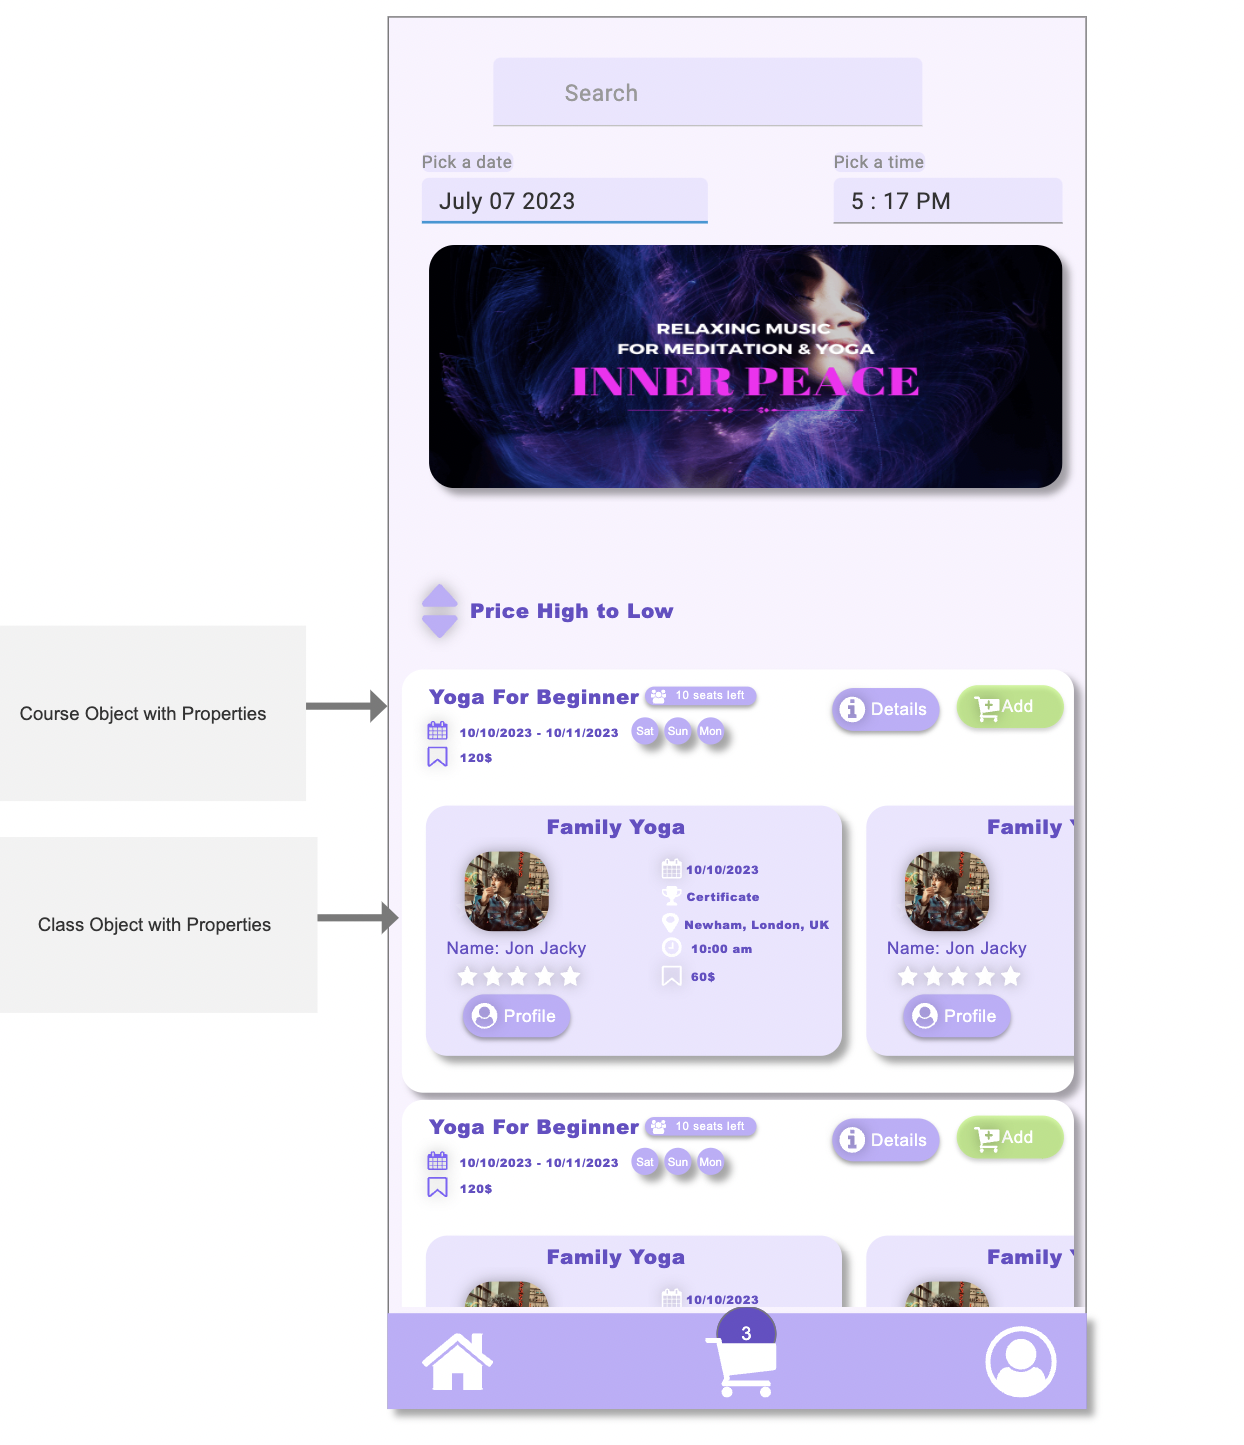 Search
Pick a date
Pick a time
July 07 2023
5 : 17 PM
RELAXING MUSIC
FOR MEDITATION & YOGA
INNER PEACE
Price High to Low
Course Object with Properties
Yoga For Beginner
10 seats left
Details
Add
10/10/2023 - 10/11/2023
Sat
Sun
Mon
120$
Class Object with Properties
Family Yoga
10/10/2023
Certificate
Newham, London, UK
10:00 am
60$
Name: Jon Jacky
Profile
Family Y
Name: Jon Jacky
Profile
Yoga For Beginner
10 seats left
Details
Add
10/10/2023 - 10/11/2023
Sat
Sun
Mon
120$
Family Yoga
10/10/2023
Family Y
3